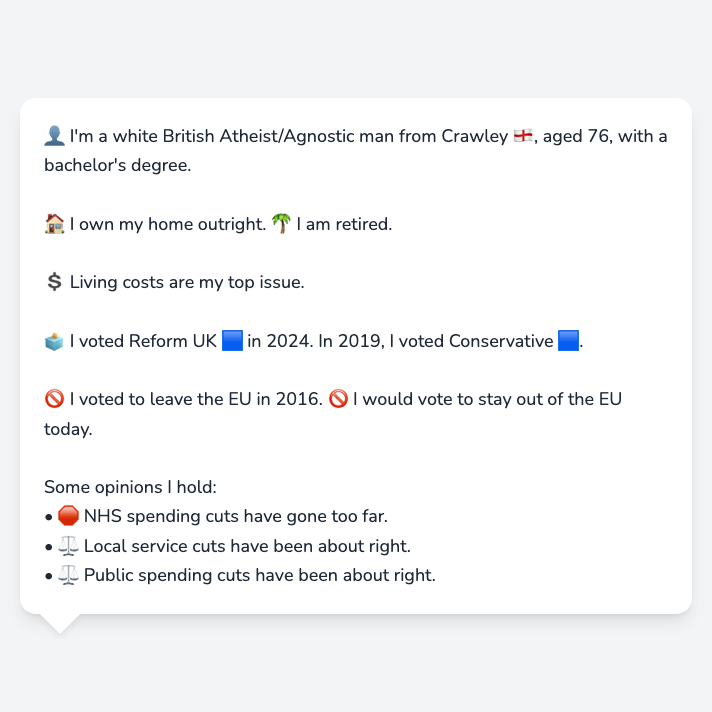 👤 I'm a white British Atheist/Agnostic man from Crawley 🏴󠁧󠁢󠁥󠁮󠁧󠁿, aged 76, with a
bachelor's degree.
🏠 I own my home outright. 🌴 I am retired.
💲 Living costs are my top issue.
🗳️ I voted Reform UK 🟦 in 2024. In 2019, I voted Conservative 🟦.
🚫 I voted to leave the EU in 2016. 🚫 I would vote to stay out of the EU
today.
Some opinions I hold:
• 🛑 NHS spending cuts have gone too far.
• ⚖️ Local service cuts have been about right.
• ⚖️ Public spending cuts have been about right.